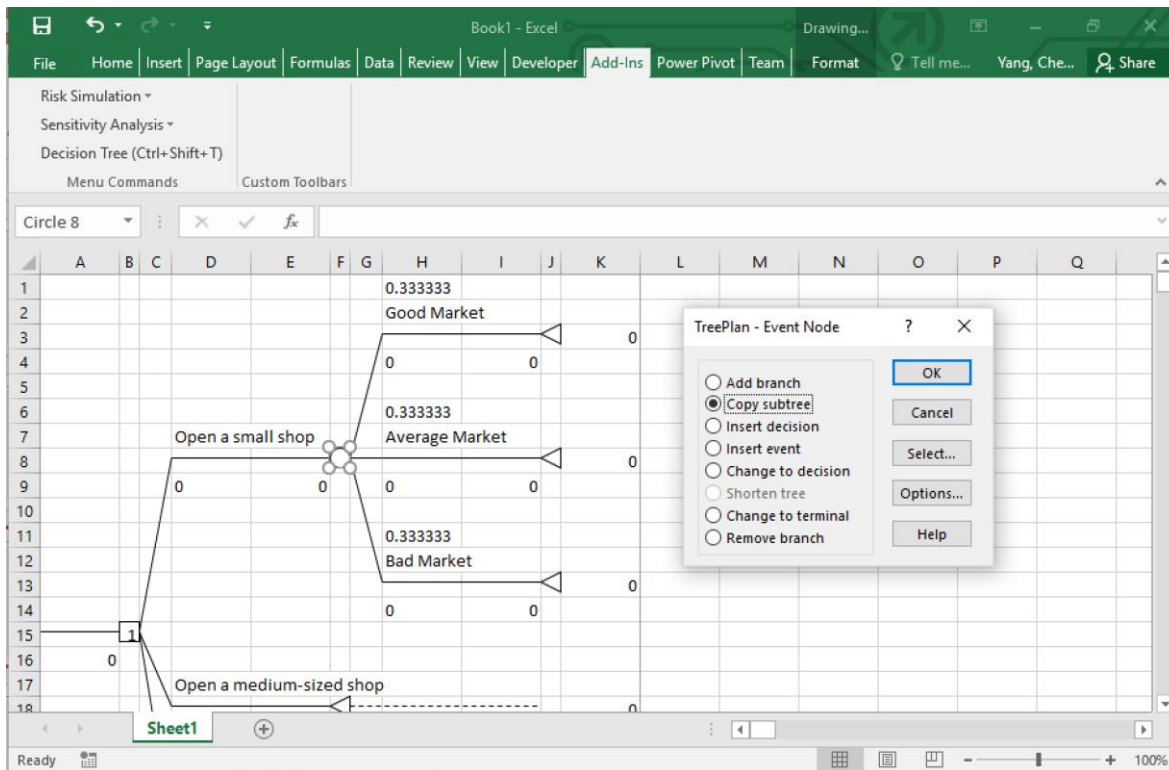 Book1 - Excel
Drawing...
File Home Insert Page Layout Formulas Data Review View Developer Add-Ins Power Pivot Team Format Tell me... Yang, Che... Share
Risk Simulation
Sensitivity Analysis
Decision Tree (Ctrl+Shift+T)
Menu Commands
Custom Toolbars
Circle 8
fx
A B C D E F G H I J K L M N O P Q
1 0.333333
2 Good Market
3 0
4 0 0
5
6 0.333333
7 Open a small shop Average Market
8 0
9 0 0 0 0
10
11 0.333333
12 Bad Market
13 0
14 0 0
15 1
16 0
17 Open a medium-sized shop
18 0
TreePlan - Event Node ?
Add branch
Copy subtree
Insert decision
Insert event
Change to decision
Shorten tree
Change to terminal
Remove branch
OK
Cancel
Select...
Options...
Help
Sheet1
Ready
100%